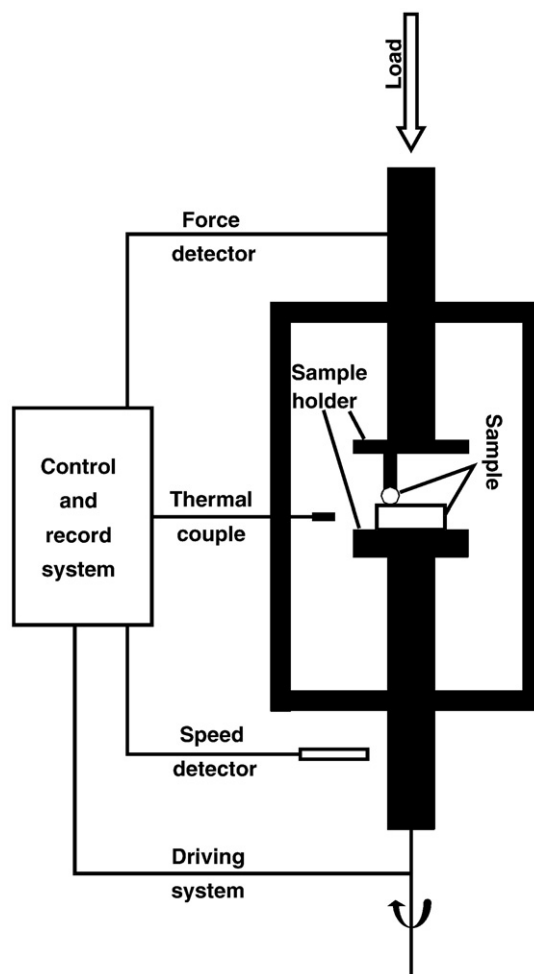 Load
Force
detector
Sample
holder
Sample
Control
and
record
system
Thermal
couple
Speed
detector
Driving
system